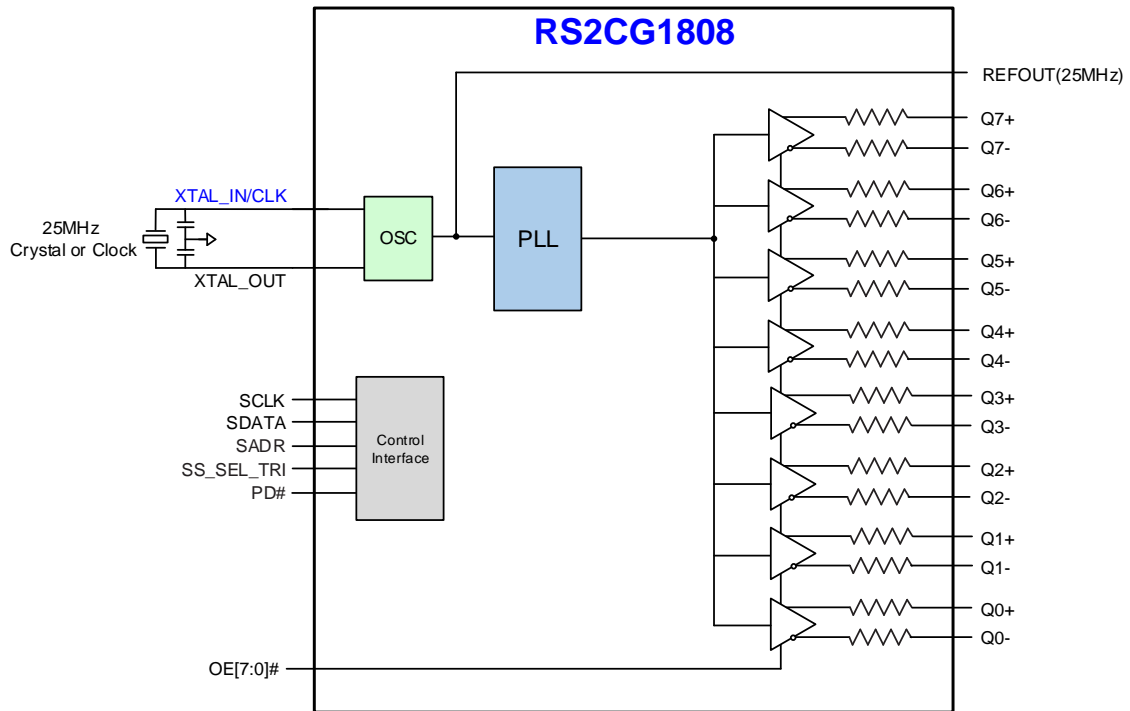 RS2CG1808
REFOUT(25MHz)
Q7+
Q7-
XTAL_IN/CLK
Q6+
Q6-
25MHz
Crystal or Clock
OSC
PLL
Q5+
Q5-
XTAL_OUT
Q4+
Q4-
SCLK
SDATA
SADR
SS_SEL_TRI
PD#
Control
Interface
Q3+
Q3-
Q2+
Q2-
Q1+
Q1-
Q0+
Q0-
OE[7:0]#